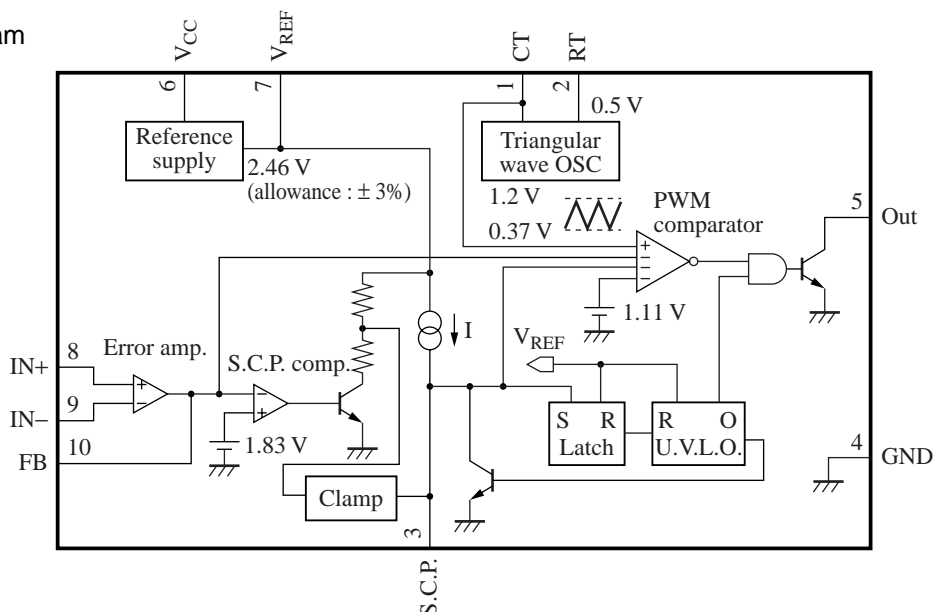 am
VCC
VREF
CT
RT
6
7
1
2
0.5 V
Reference
supply
Triangular
wave OSC
2.46 V
(allowance : ± 3%)
1.2 V
0.37 V
PWM
comparator
5
Out
+
−
−
−
1.11 V
I
VREF
Error amp.
S.C.P. comp.
IN+
8
+
−
IN−
9
−
+
1.83 V
FB
10
S R
Latch
R O
U.V.L.O.
4
GND
Clamp
3
S.C.P.